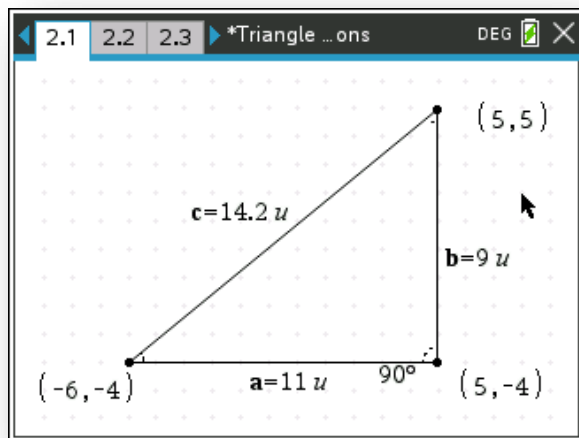 2.1 2.2 2.3 *Triangle …ons DEG
(5,5)
c=14.2 u
b=9 u
(-6,-4) a=11 u 90° (5,-4)